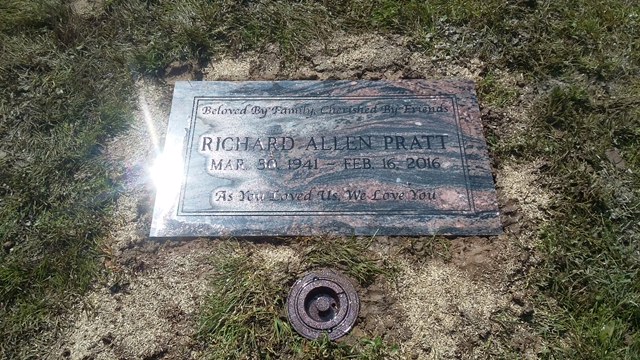 Beloved By Family, Cherished By Friends
RICHARD ALLEN PRATT
MAR. 30, 1941 – FEB. 16, 2016
As You Loved Us, We Love You